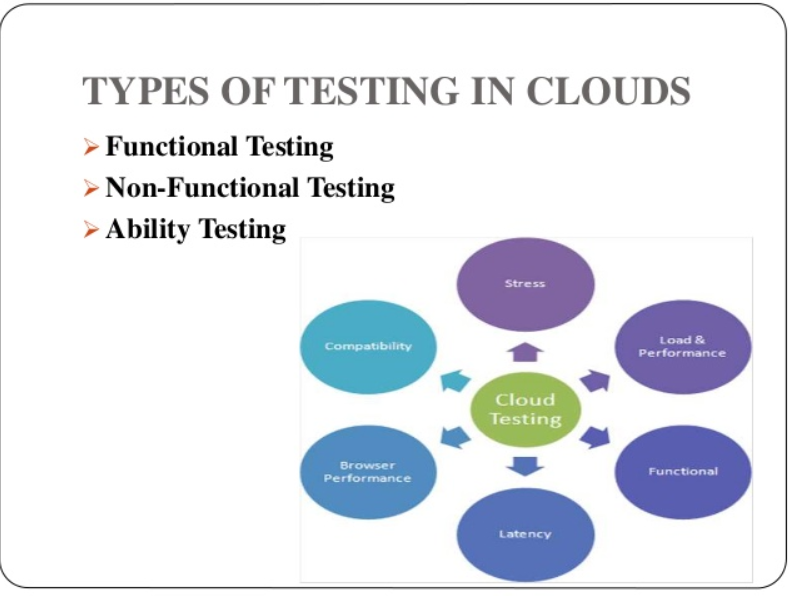 TYPES OF TESTING IN CLOUDS
Functional Testing
Non-Functional Testing
Ability Testing
Stress
Compatibility
Load &
Performance
Cloud
Testing
Browser
Performance
Functional
Latency